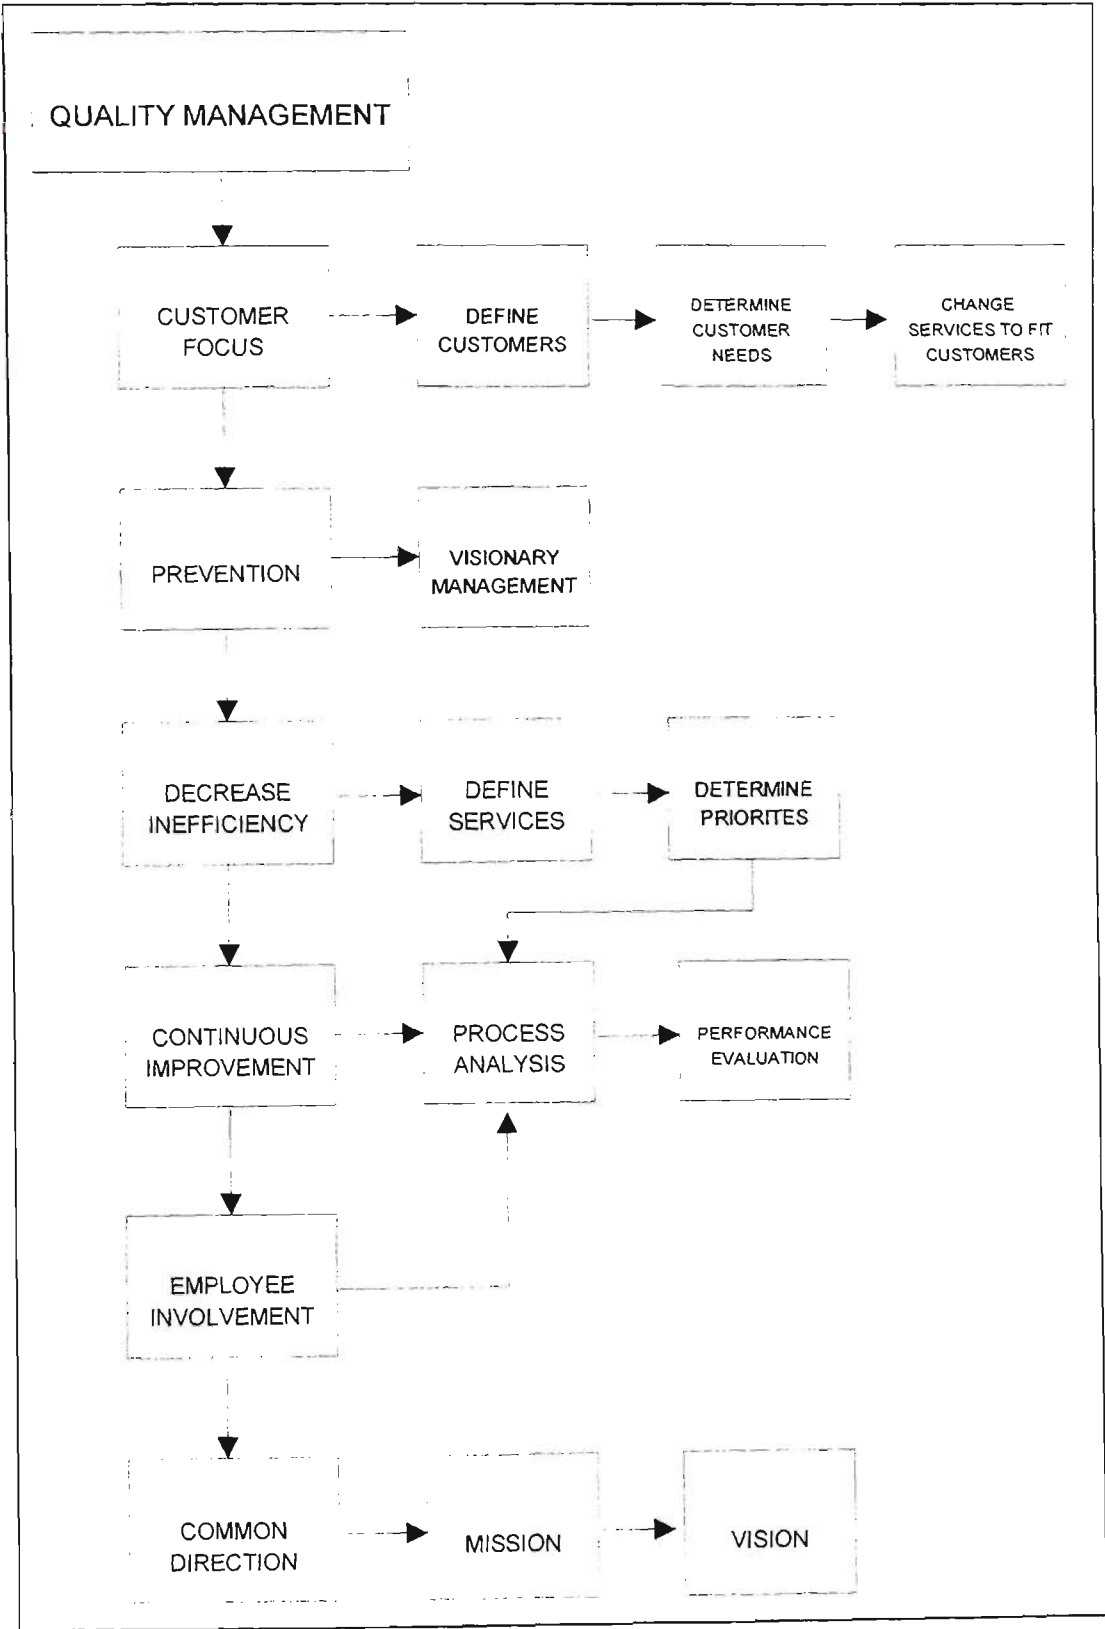 QUALITY MANAGEMENT
CUSTOMER
FOCUS
DEFINE
CUSTOMERS
DETERMINE
CUSTOMER
NEEDS
CHANGE
SERVICES TO FIT
CUSTOMERS
PREVENTION
VISIONARY
MANAGEMENT
DECREASE
INEFFICIENCY
DEFINE
SERVICES
DETERMINE
PRIORITES
CONTINUOUS
IMPROVEMENT
PROCESS
ANALYSIS
PERFORMANCE
EVALUATION
EMPLOYEE
INVOLVEMENT
COMMON
DIRECTION
MISSION
VISION